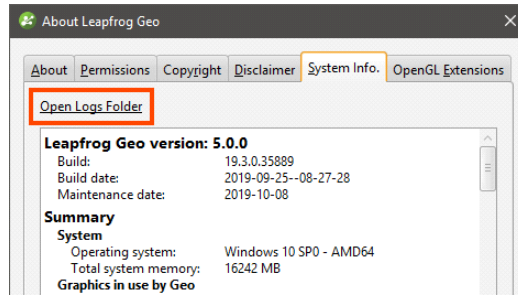 About Leapfrog Geo
About Permissions Copyright Disclaimer System Info. OpenGL Extensions
Open Logs Folder
Leapfrog Geo version: 5.0.0
Build: 19.3.0.35889
Build date: 2019-09-25--08-27-28
Maintenance date: 2019-10-08
Summary
System
Operating system: Windows 10 SP0 - AMD64
Total system memory: 16242 MB
Graphics in use by Geo